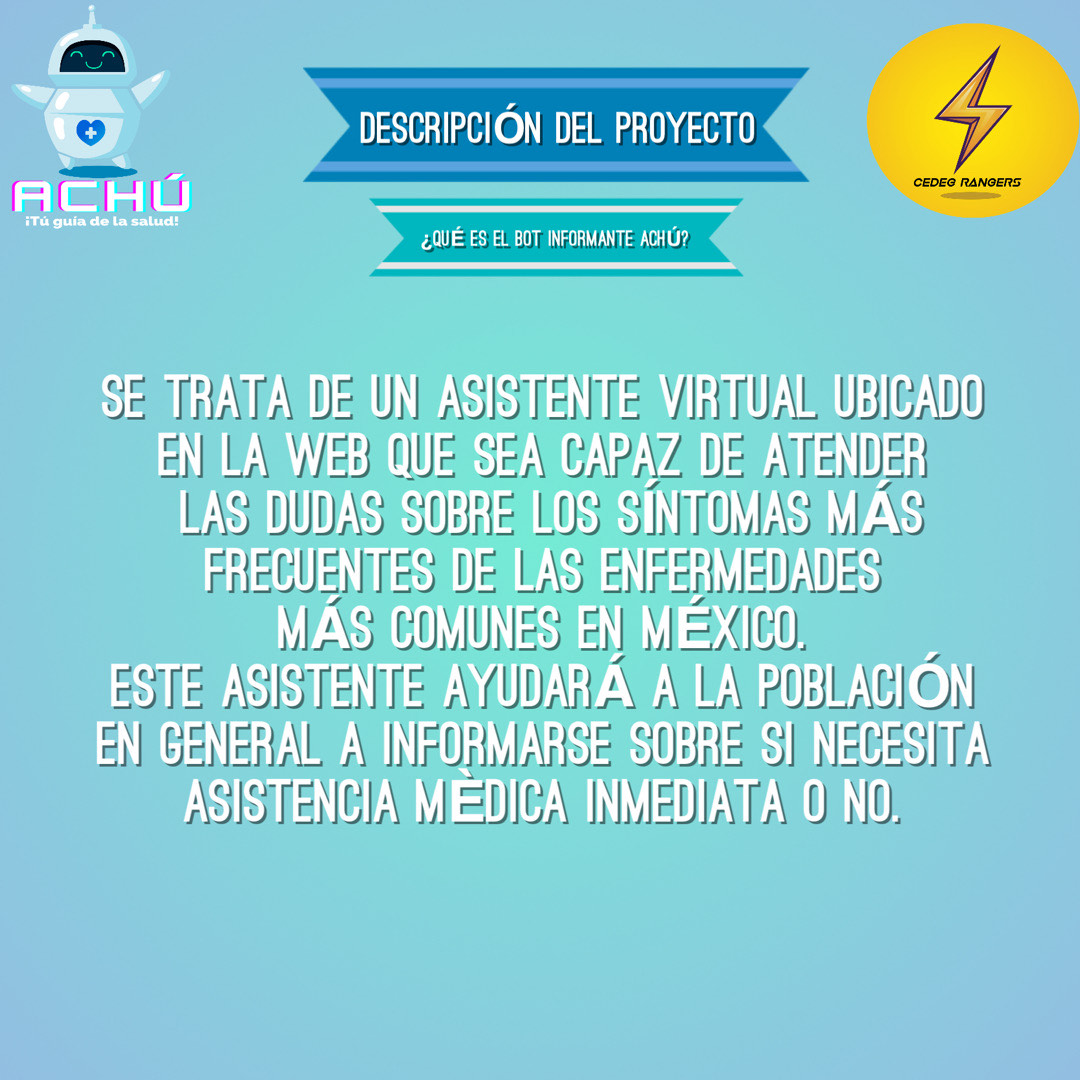 ACHÚ
¡Tú guía de la salud!
DESCRIPCIÓN DEL PROYECTO
CEDEG RANGERS
¿QUÉ ES EL BOT INFORMANTE ACHÚ?
SE TRATA DE UN ASISTENTE VIRTUAL UBICADO
EN LA WEB QUE SEA CAPAZ DE ATENDER
LAS DUDAS SOBRE LOS SÍNTOMAS MÁS
FRECUENTES DE LAS ENFERMEDADES
MÁS COMUNES EN MÉXICO.
ESTE ASISTENTE AYUDARÁ A LA POBLACIÓN
EN GENERAL A INFORMARSE SOBRE SI NECESITA
ASISTENCIA MÈDICA INMEDIATA O NO.